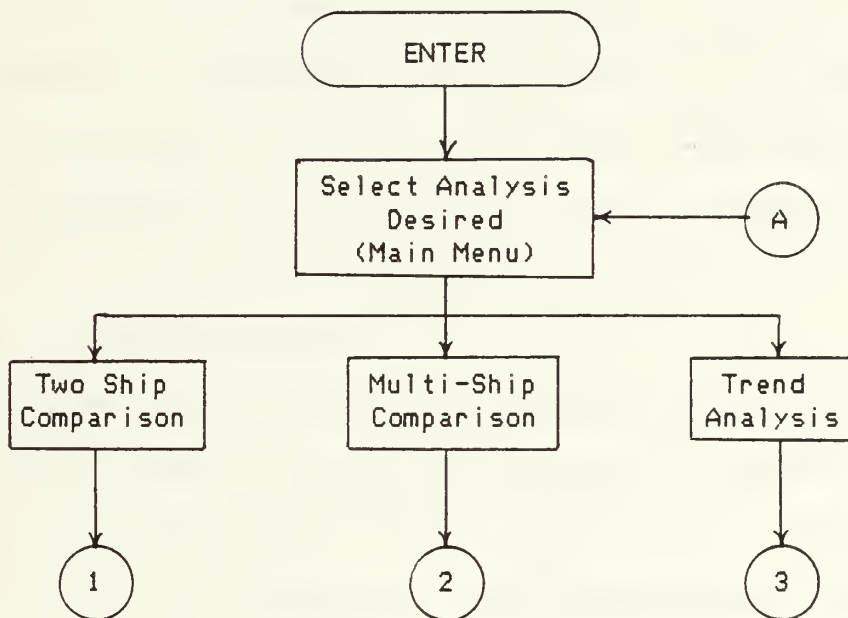 ENTER
Select Analysis
Desired
(Main Menu)
A
Two Ship
Comparison
Multi-Ship
Comparison
Trend
Analysis
1
2
3